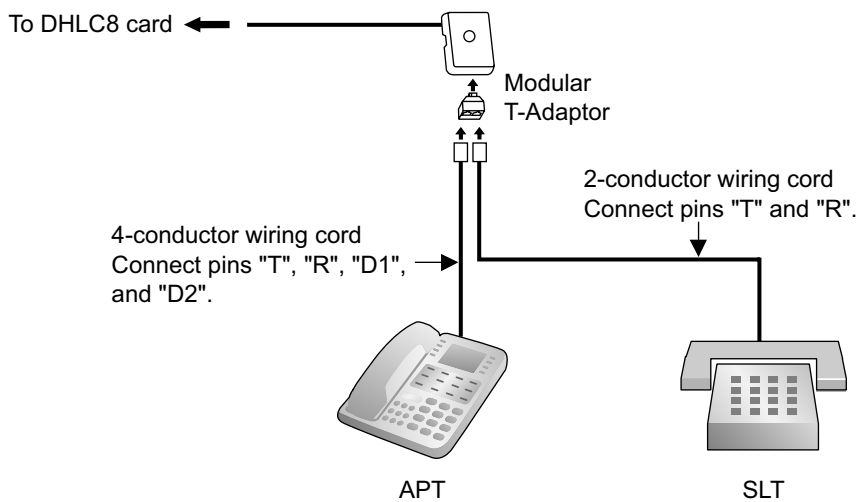 To DHLC8 card
Modular
T-Adaptor
2-conductor wiring cord
Connect pins "T" and "R".
4-conductor wiring cord
Connect pins "T", "R", "D1",
and "D2".
APT
SLT